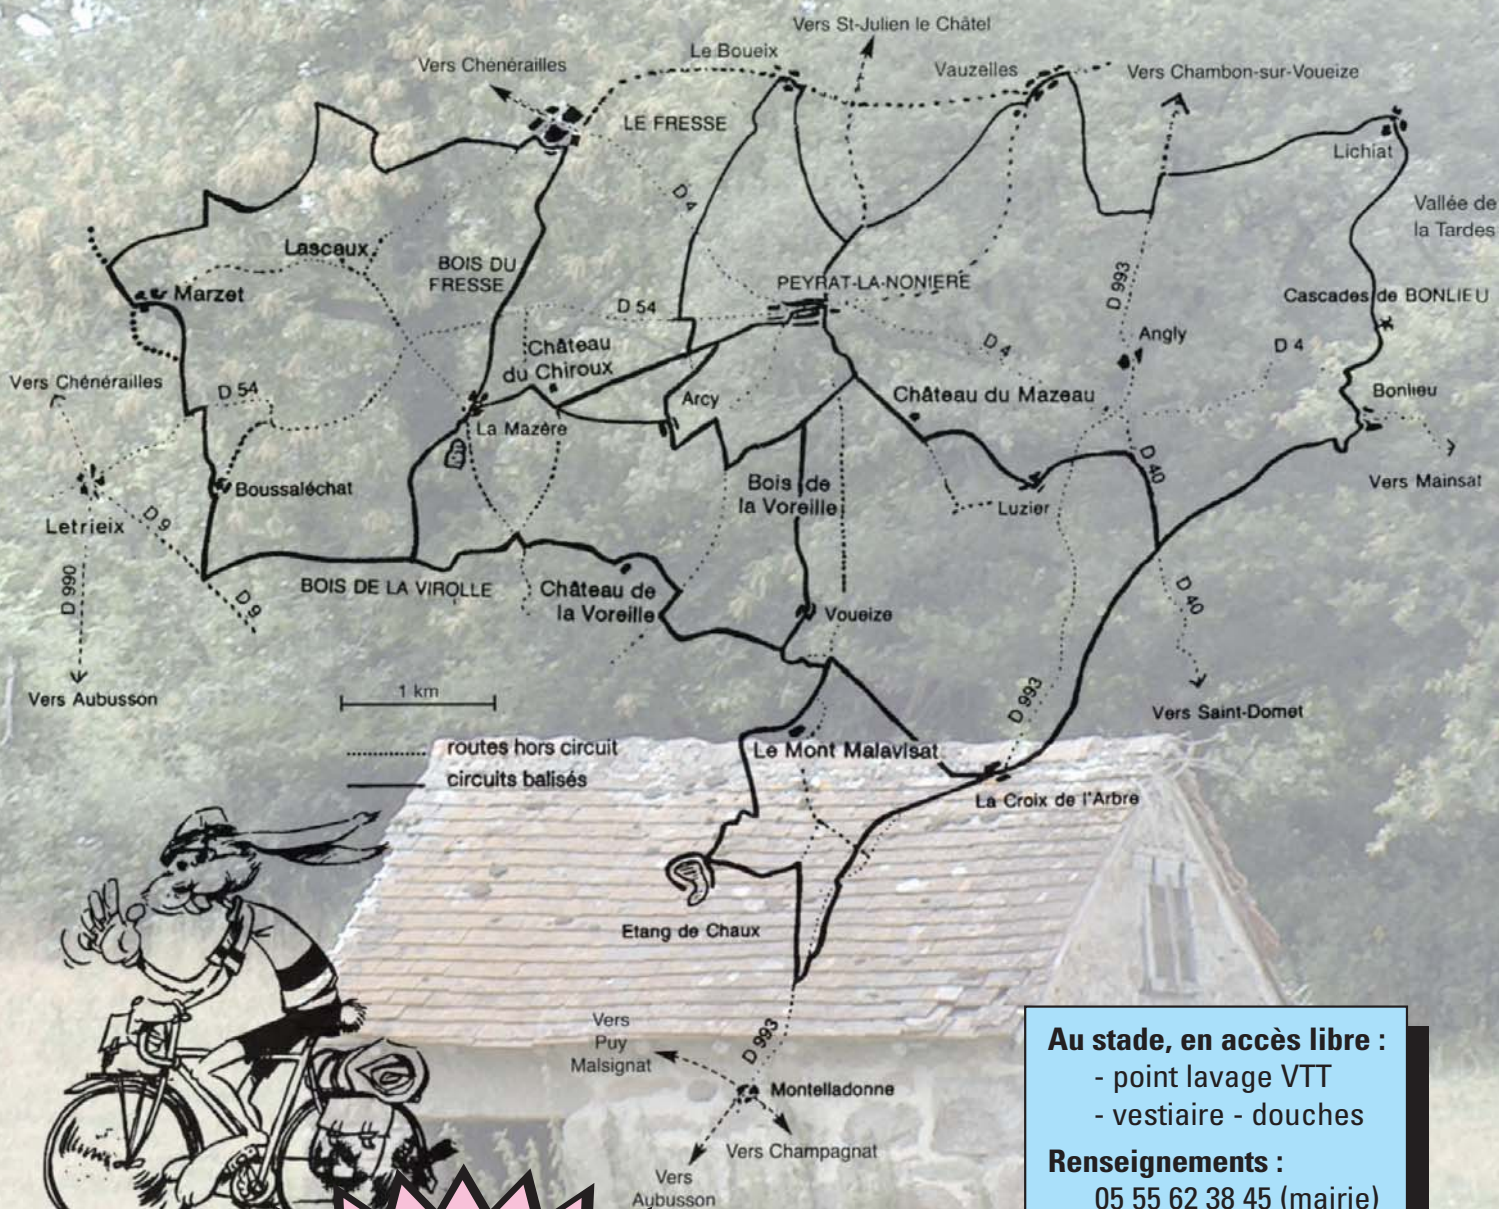 Vers St-Julien le Châtel
Le Boueix
Vers Chénérailles
Vauzelles
Vers Chambon-sur-Voueize
LE FRESSE
Lichiat
D 4
Vallée de
la Tardes
Lascaux
BOIS DU
FRESSE
PEYRAT-LA-NONIERE
D 993
Marzet
Cascades de BONLIEU
D 54
Château
du Chiroux
D 4
Angly
D 4
Vers Chénérailles
D 54
Arcy
Château du Mazeau
Bonlieu
La Mazère
D 40
Boussaléchat
Bois de
la Voreille
Vers Mainsat
Luzier
Letrieix
D 9
D 990
BOIS DE LA VIROLLE
D 9
Château de
la Voreille
Voueize
D 40
Vers Aubusson
1 km
D 993
Vers Saint-Domet
routes hors circuit
circuits balisés
Le Mont Malavisat
La Croix de l'Arbre
Etang de Chaux
Vers
Puy
Malsignat
D 993
Montelladonne
Vers Champagnat
Vers
Aubusson
Au stade, en accès libre :
- point lavage VTT
- vestiaire - douches
Renseignements :
05 55 62 38 45 (mairie)